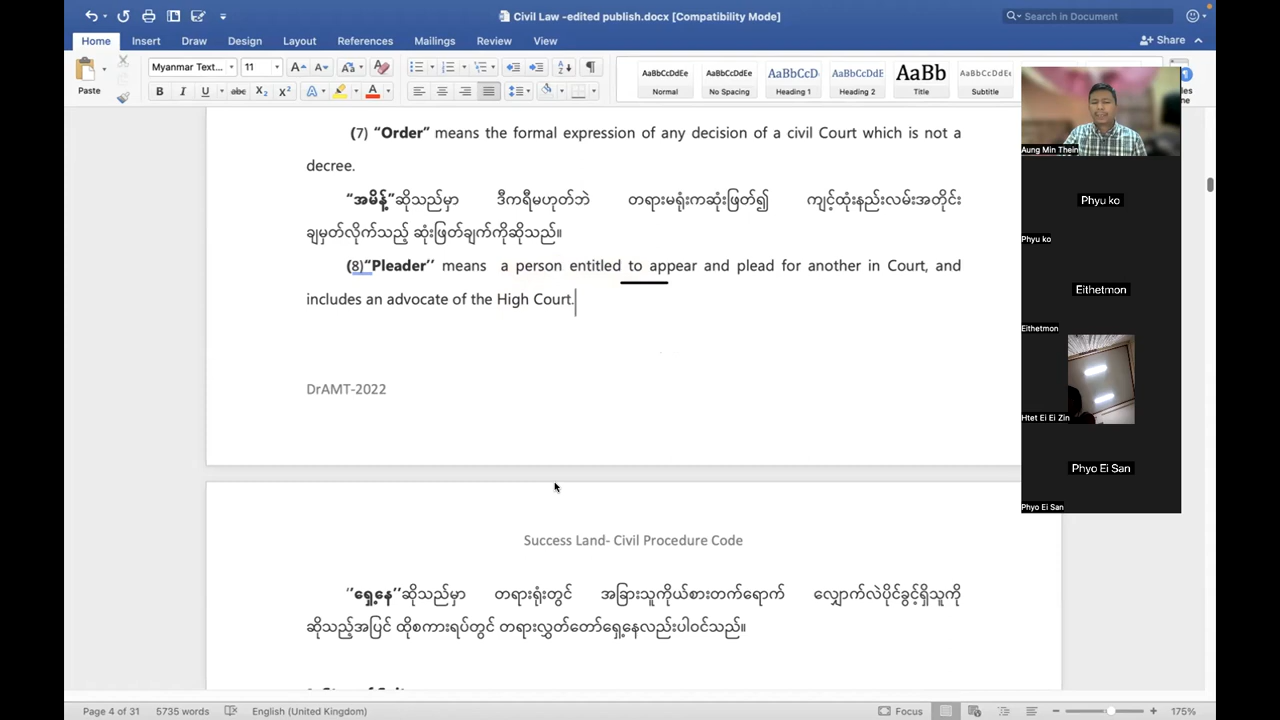 Civil Law -edited publish.docx [Compatibility Mode]
Search in Document
Home Insert Draw Design Layout References Mailings Review View
Share
Paste
Myanmar Text... 11
AaBbCcDdEe AaBbCcDdEe AaBbCcD AaBbCcDdE AaBb AaBbCcDdEe
Normal No Spacing Heading 1 Heading 2 Title Subtitle
(7) “Order” means the formal expression of any decision of a civil Court which is not a
decree.
“အမိန့်”ဆိုသည်မှာ ဒီကရီမဟုတ်ဘဲ တရားမရုံးကဆုံးဖြတ်၍ ကျင့်ထုံးနည်းလမ်းအတိုင်း
ချမှတ်လိုက်သည့် ဆုံးဖြတ်ချက်ကိုဆိုသည်။
(8)“Pleader’’ means a person entitled to appear and plead for another in Court, and
includes an advocate of the High Court.
DrAMT-2022
Success Land- Civil Procedure Code
‘’ရှေ့နေ’’ဆိုသည်မှာ တရားရုံးတွင် အခြားသူကိုယ်စားတက်ရောက် လျှောက်လဲပိုင်ခွင့်ရှိသူကို
ဆိုသည့်အပြင် ထိုစကားရပ်တွင် တရားလွှတ်တော်ရှေ့နေလည်းပါဝင်သည်။
Aung Min Thein
Phyu ko
Phyu ko
Eithetmon
Eithetmon
Htet Ei Ei Zin
Phyo Ei San
Phyo Ei San
Page 4 of 31 5735 words English (United Kingdom) Focus 175%